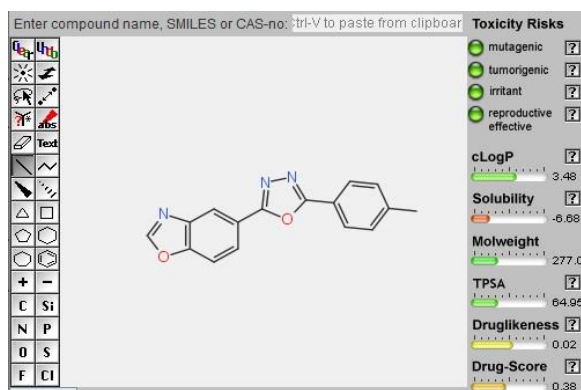 Enter compound name, SMILES or CAS-no: Ctrl-V to paste from clipboar
Text
C Si
N P
O S
F Cl
N N
N
O
O
Toxicity Risks
mutagenic ?
tumorigenic ?
irritant ?
reproductive ?
effective
cLogP ?
3.48
Solubility ?
-6.68
Molweight
277.0
TPSA ?
64.95
Druglikeness ?
0.02
Drug-Score ?
0.38